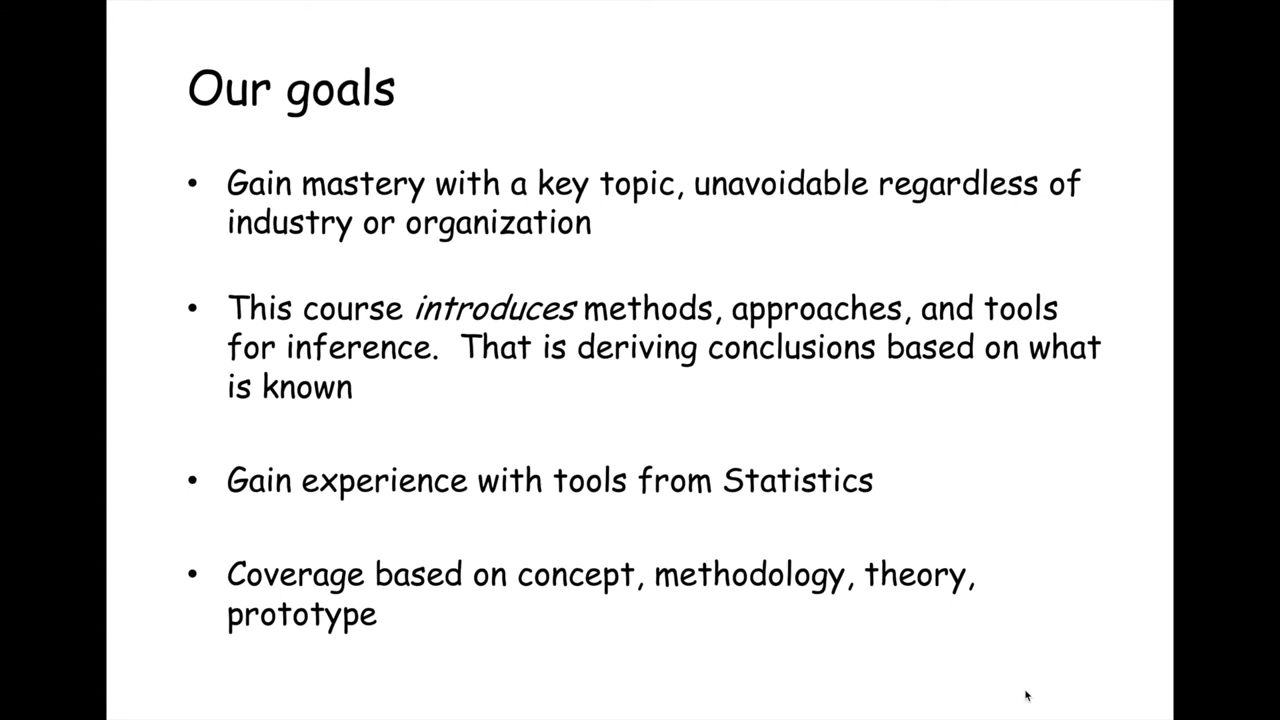 Our goals
• Gain mastery with a key topic, unavoidable regardless of
industry or organization
• This course introduces methods, approaches, and tools
for inference.  That is deriving conclusions based on what
is known
• Gain experience with tools from Statistics
• Coverage based on concept, methodology, theory,
prototype